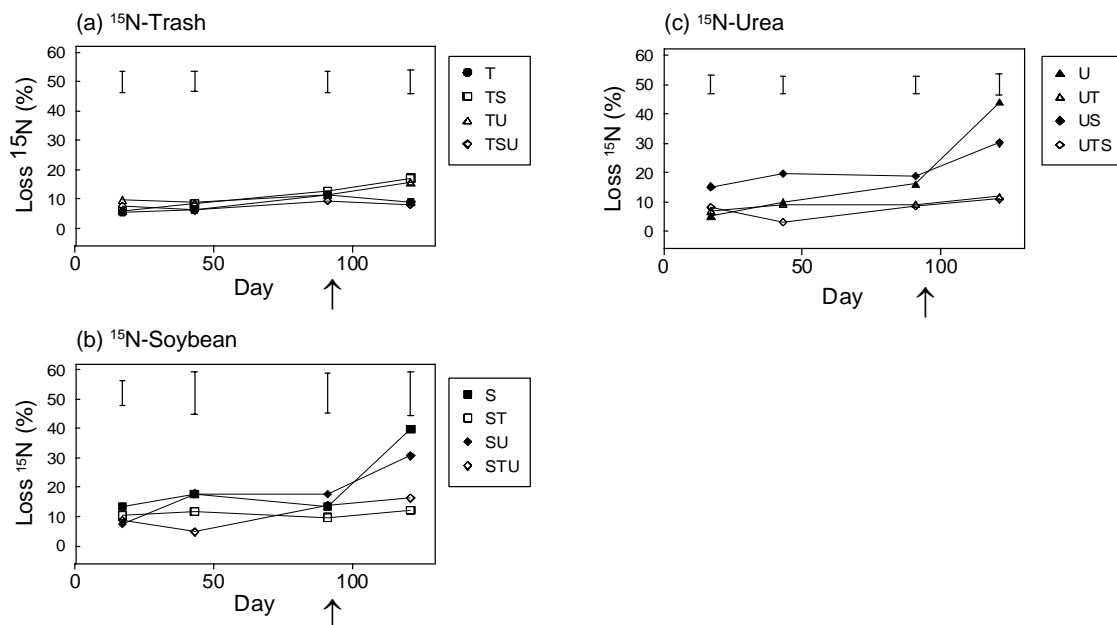 (a) ¹⁵N-Trash
60
50
40
30
20
10
0
Loss ¹⁵N (%)
0 50 100
Day
↑
T
TS
TU
TSU
(c) ¹⁵N-Urea
60
50
40
30
20
10
0
Loss ¹⁵N (%)
0 50 100
Day
↑
U
UT
US
UTS
(b) ¹⁵N-Soybean
60
50
40
30
20
10
0
Loss ¹⁵N (%)
0 50 100
Day
↑
S
ST
SU
STU